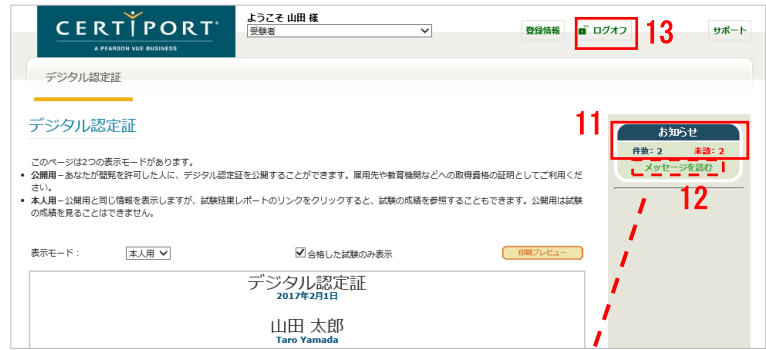 CERTIPORT
A PEARSON VUE BUSINESS
ようこそ 山田 様
受験者
登録情報
ログオフ
13
サポート
デジタル認定証
デジタル認定証
11
お知らせ
件数: 2 未読: 2
メッセージを読む
12
このページは2つの表示モードがあります。
公開用－あなたが閲覧を許可した人に、デジタル認定証を公開することができます。雇用先や教育機関などへの取得資格の証明としてご利用くだ
さい。
本人用－公開用と同じ情報を表示しますが、試験結果レポートのリンクをクリックすると、試験の成績を参照することもできます。公開用は試験
の成績を見ることはできません。
表示モード： 本人用 合格した試験のみ表示 印刷プレビュー
デジタル認定証
2017年2月1日
山田 太郎
Taro Yamada